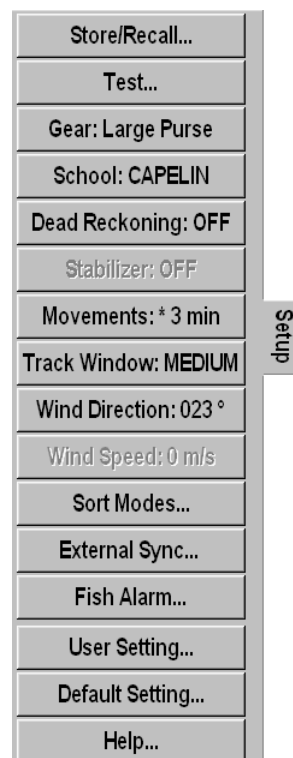 Store/Recall...
Test...
Gear: Large Purse
School: CAPELIN
Dead Reckoning: OFF
Stabilizer: OFF
Movements: * 3 min
Track Window: MEDIUM
Wind Direction: 023 °
Wind Speed: 0 m/s
Sort Modes...
External Sync...
Fish Alarm...
User Setting...
Default Setting...
Help...
Setup